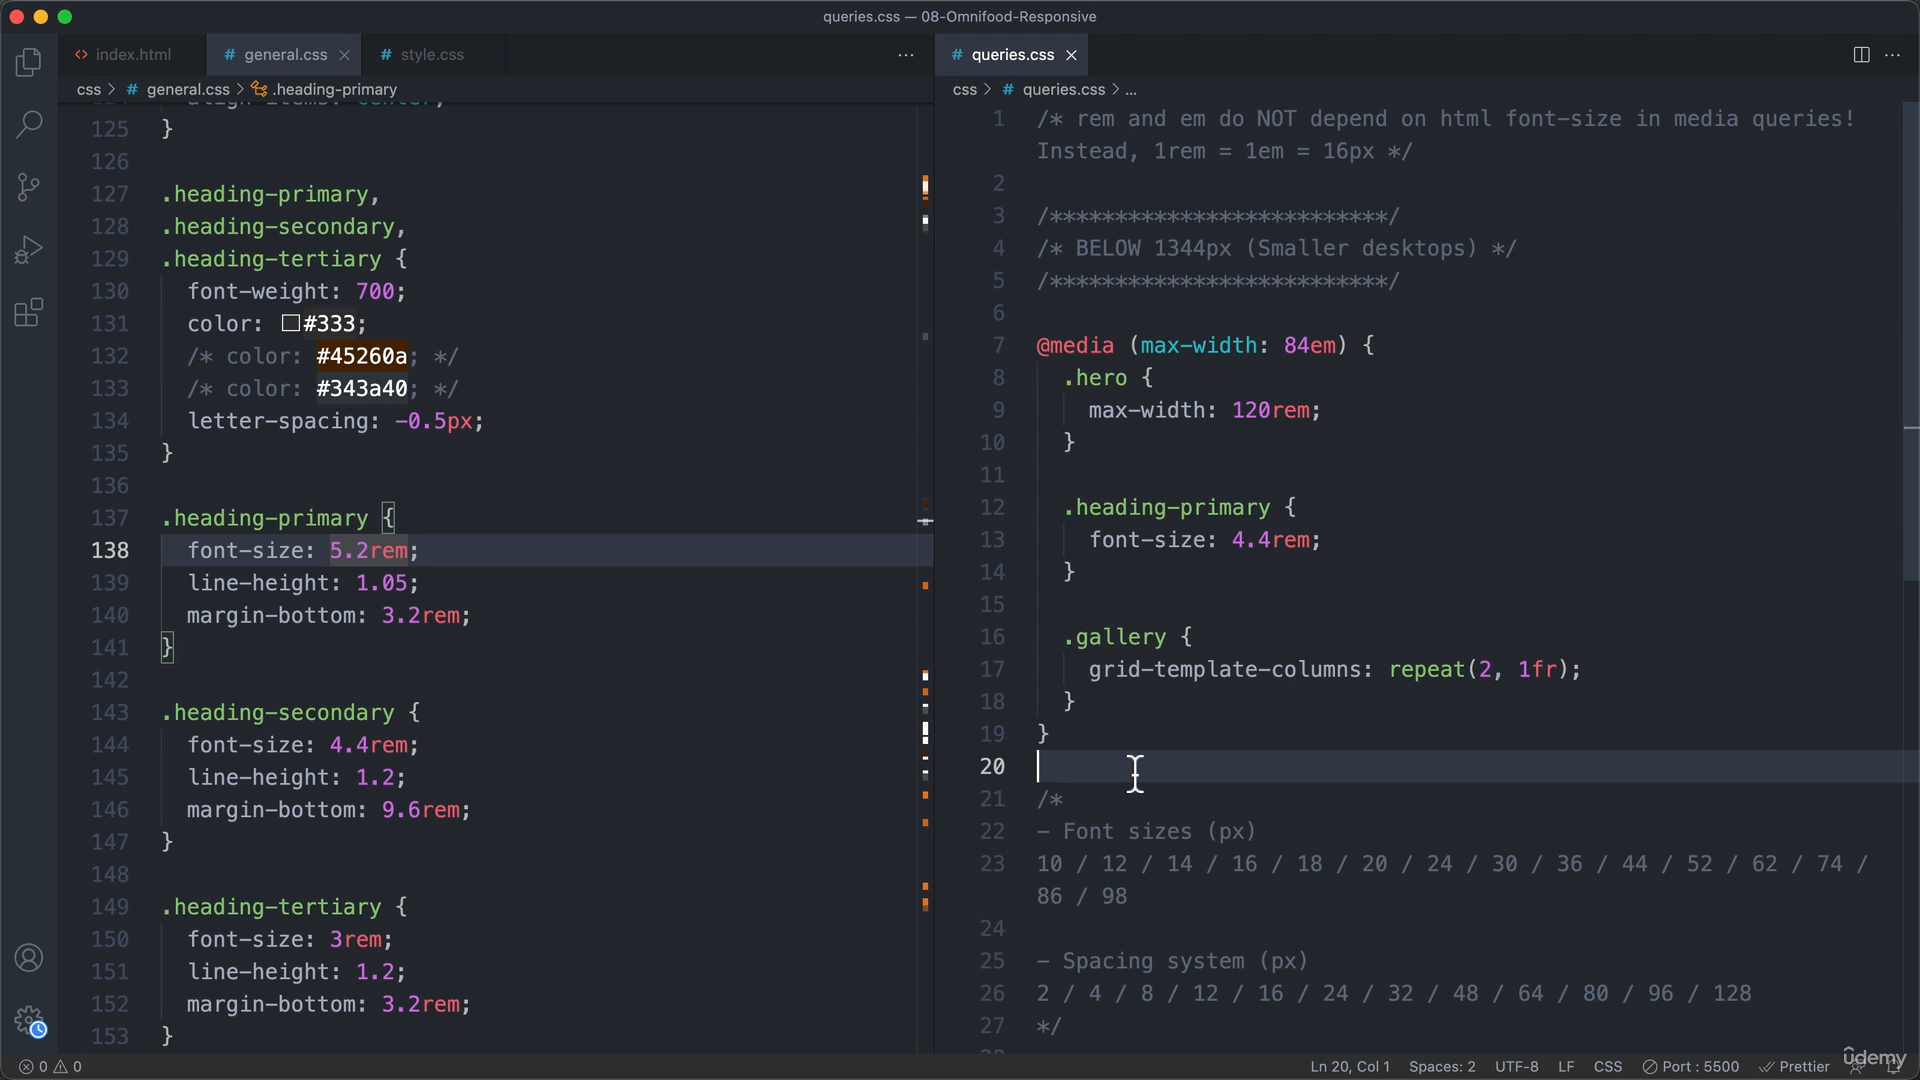 queries.css — 08-Omnifood-Responsive
<> index.html
# general.css
# style.css
# queries.css
css > # general.css > .heading-primary
css > # queries.css > ...
125 }
126
127 .heading-primary,
128 .heading-secondary,
129 .heading-tertiary {
130 font-weight: 700;
131 color: #333;
132 /* color: #45260a; */
133 /* color: #343a40; */
134 letter-spacing: -0.5px;
135 }
136
137 .heading-primary {
138 font-size: 5.2rem;
139 line-height: 1.05;
140 margin-bottom: 3.2rem;
141 }
142
143 .heading-secondary {
144 font-size: 4.4rem;
145 line-height: 1.2;
146 margin-bottom: 9.6rem;
147 }
148
149 .heading-tertiary {
150 font-size: 3rem;
151 line-height: 1.2;
152 margin-bottom: 3.2rem;
153 }
1 /* rem and em do NOT depend on html font-size in media queries!
Instead, 1rem = 1em = 16px */
2
3 /**************************/
4 /* BELOW 1344px (Smaller desktops) */
5 /**************************/
6
7 @media (max-width: 84em) {
8 .hero {
9 max-width: 120rem;
10 }
11
12 .heading-primary {
13 font-size: 4.4rem;
14 }
15
16 .gallery {
17 grid-template-columns: repeat(2, 1fr);
18 }
19 }
20
21 /*
22 - Font sizes (px)
23 10 / 12 / 14 / 16 / 18 / 20 / 24 / 30 / 36 / 44 / 52 / 62 / 74 /
86 / 98
24
25 - Spacing system (px)
26 2 / 4 / 8 / 12 / 16 / 24 / 32 / 48 / 64 / 80 / 96 / 128
27 */
0 0
Ln 20, Col 1
Spaces: 2
UTF-8
LF
CSS
Port : 5500
Prettier
ûdemy